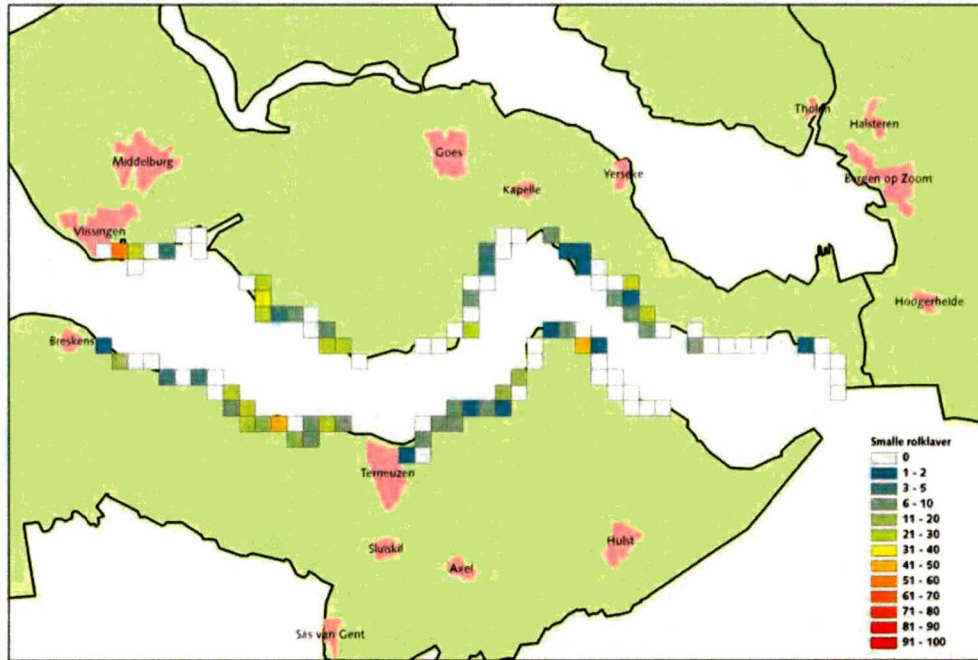 Tholen
Halsteren
Middelburg
Goes
Bergen op Zoom
Yerseke
Kapelle
Vlissingen
Hoogerheide
Breskens
Smalle rolklaver
0
1 - 2
3 - 5
6 - 10
11 - 20
21 - 30
31 - 40
41 - 50
51 - 60
61 - 70
71 - 80
81 - 90
91 - 100
Terneuzen
Sluiskil
Hulst
Axel
Sas van Gent